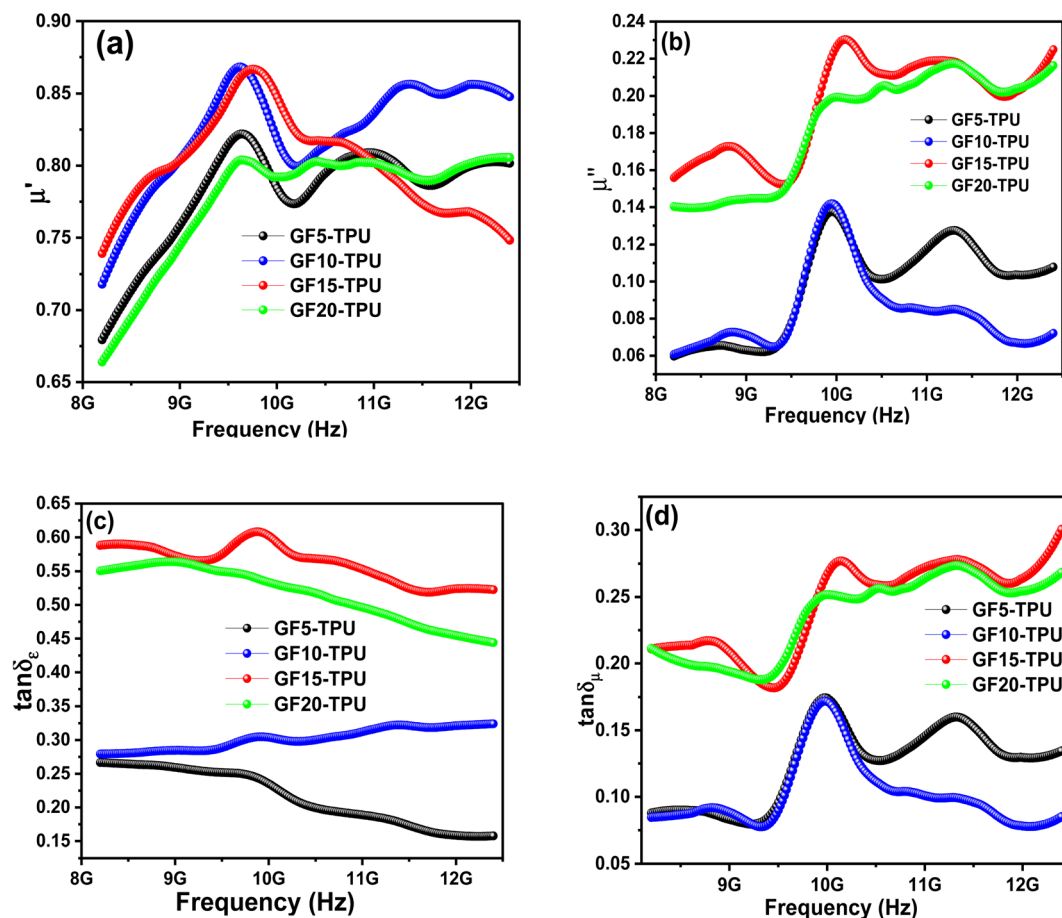 (a)
μ'
0.85
0.80
0.75
0.70
0.65
GF5-TPU
GF10-TPU
GF15-TPU
GF20-TPU
8G 9G 10G 11G 12G
Frequency (Hz)
(b)
μ''
0.22
0.20
0.18
0.16
0.14
0.12
0.10
0.08
0.06
GF5-TPU
GF10-TPU
GF15-TPU
GF20-TPU
8G 9G 10G 11G 12G
Frequency (Hz)
(c)
tanδε
0.65
0.60
0.55
0.50
0.45
0.40
0.35
0.30
0.25
0.20
0.15
GF5-TPU
GF10-TPU
GF15-TPU
GF20-TPU
8G 9G 10G 11G 12G
Frequency (Hz)
(d)
tanδμ
0.30
0.25
0.20
0.15
0.10
0.05
GF5-TPU
GF10-TPU
GF15-TPU
GF20-TPU
9G 10G 11G 12G
Frequency (Hz)